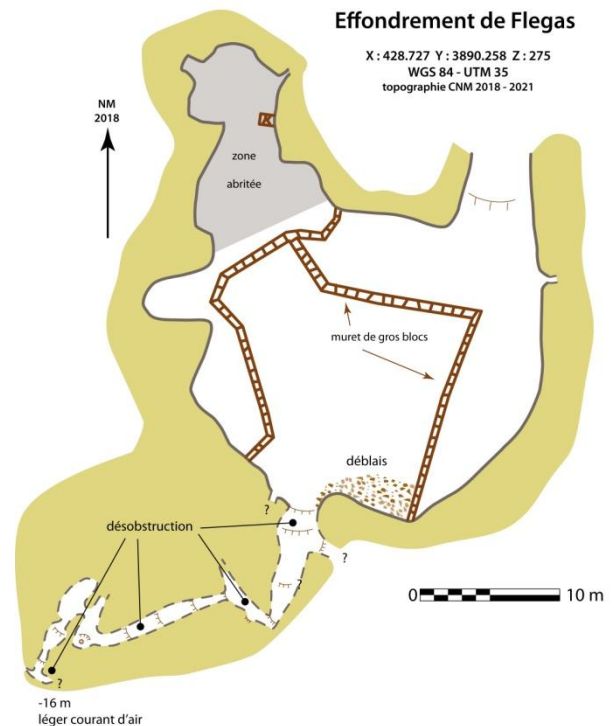 Effondrement de Flegas
X : 428.727 Y : 3890.258 Z : 275
WGS 84 - UTM 35
topographie CNM 2018 - 2021
NM
2018
zone
abritée
muret de gros blocs
déblais
?
désobstruction
?
?
0
10 m
?
-16 m
léger courant d'air